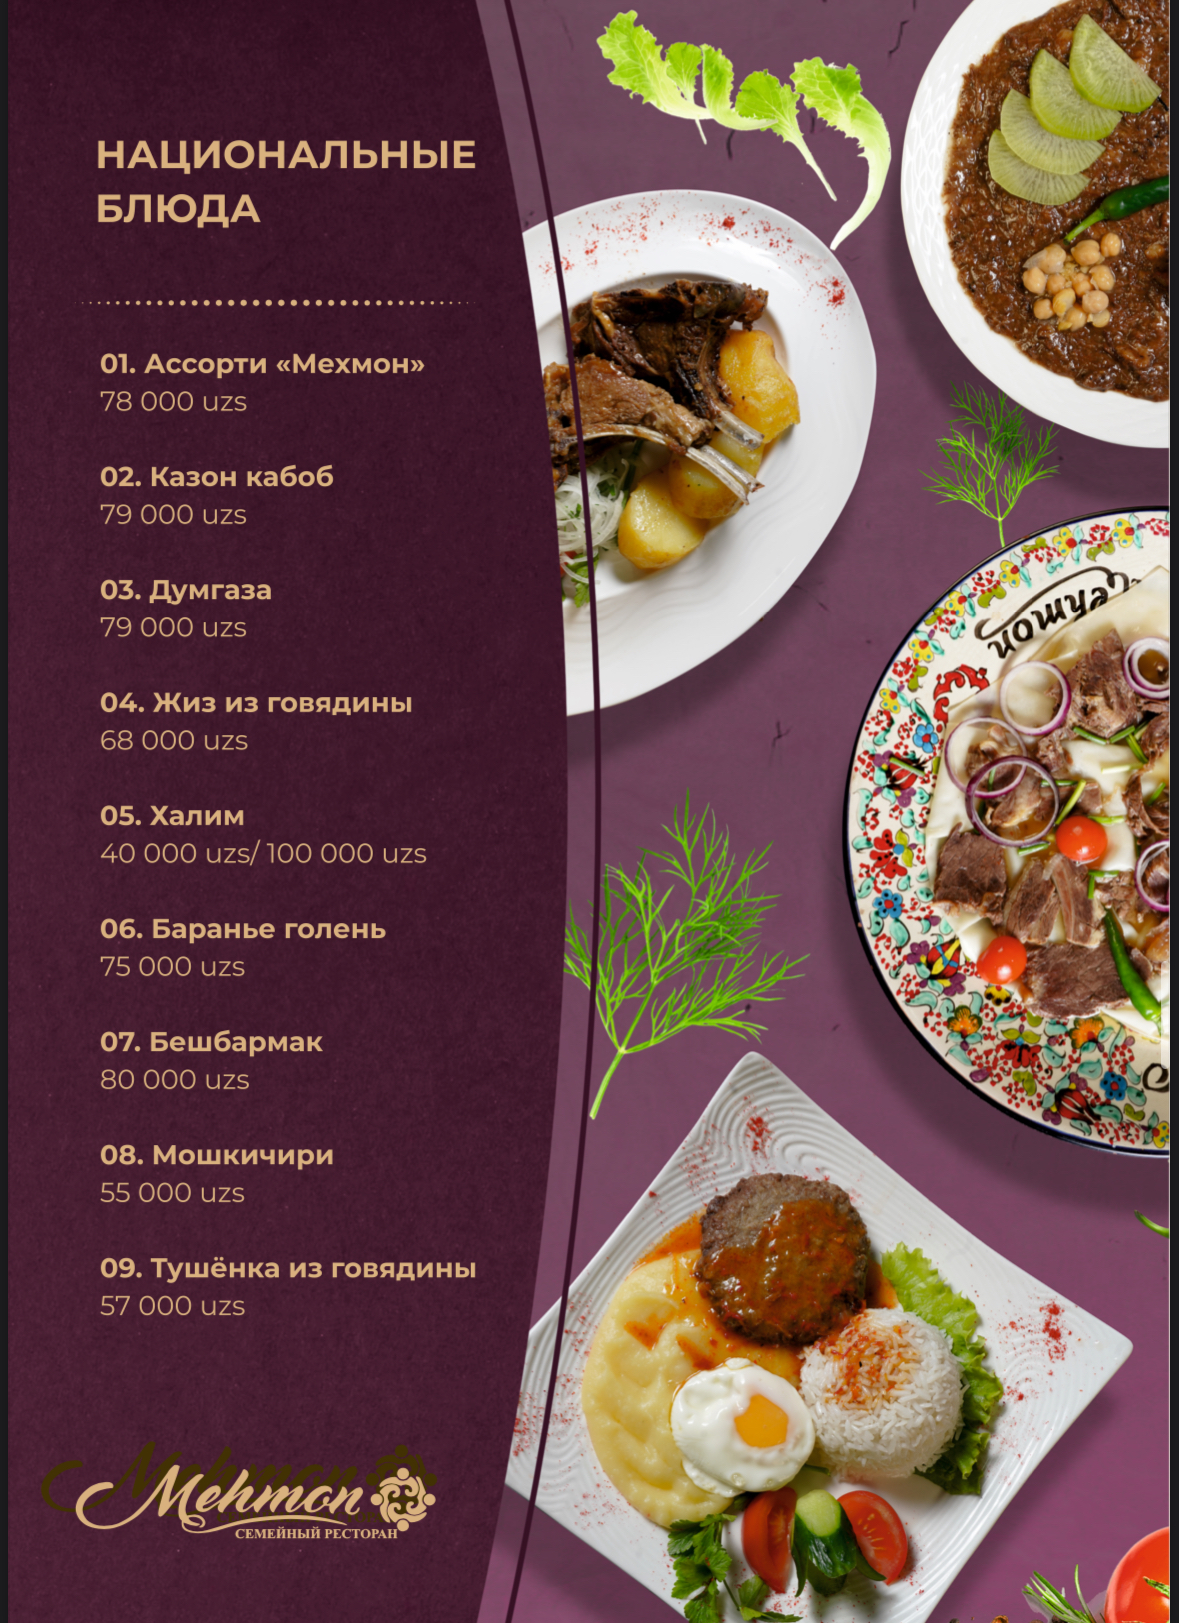 НАЦИОНАЛЬНЫЕ
БЛЮДА
01. Ассорти «Мехмон»
78 000 uzs
02. Казон кабоб
79 000 uzs
03. Думгаза
79 000 uzs
04. Жиз из говядины
68 000 uzs
05. Халим
40 000 uzs/ 100 000 uzs
06. Баранье голень
75 000 uzs
07. Бешбармак
80 000 uzs
08. Мошкичири
55 000 uzs
09. Тушёнка из говядины
57 000 uzs
Mehmon
СЕМЕЙНЫЙ РЕСТОРАН
Mehmon